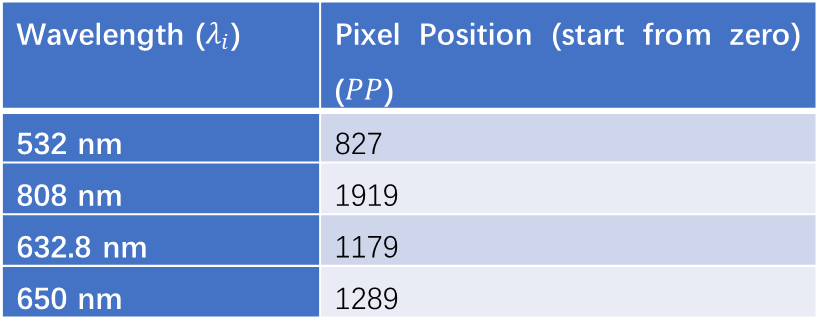 Wavelength (λᵢ)
Pixel Position (start from zero)
(PP)
532 nm
827
808 nm
1919
632.8 nm
1179
650 nm
1289